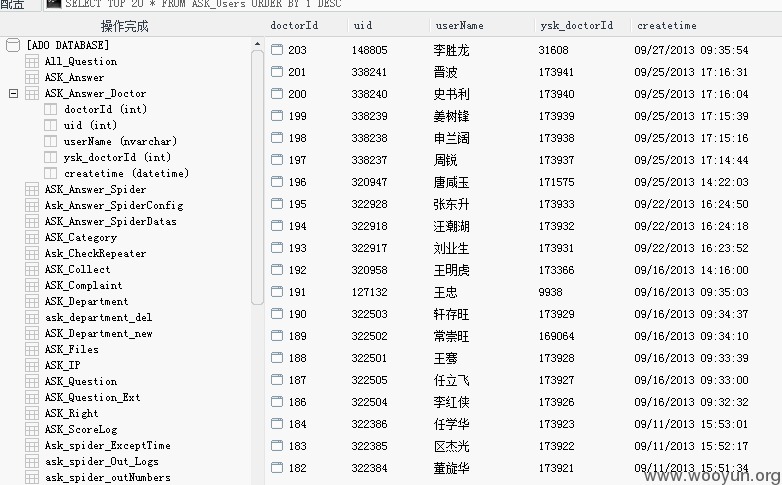 配置 SELECT TOP 20 * FROM ASK_Users ORDER BY 1 DESC
操作完成
[ADO DATABASE]
All_Question
ASK_Answer
ASK_Answer_Doctor
doctorId (int)
uid (int)
userName (nvarchar)
ysk_doctorId (int)
createtime (datetime)
ASK_Answer_Spider
Ask_Answer_SpiderConfig
ASK_Answer_SpiderDatas
ASK_Category
Ask_CheckRepeater
ASK_Collect
ASK_Complaint
ASK_Department
ask_department_del
ASK_Department_new
ASK_Files
ASK_IP
ASK_Question
ASK_Question_Ext
ASK_Right
ASK_ScoreLog
Ask_spider_ExceptTime
ask_spider_Out_Logs
ask_spider_outNumbers
doctorId uid userName ysk_doctorId createtime
203 148805 李胜龙 31608 09/27/2013 09:35:54
201 338241 晋波 173941 09/25/2013 17:16:31
200 338240 史书利 173940 09/25/2013 17:16:04
199 338239 姜树锋 173939 09/25/2013 17:15:39
198 338238 申兰阔 173938 09/25/2013 17:15:16
197 338237 周锐 173937 09/25/2013 17:14:44
196 320947 唐咸玉 171575 09/25/2013 14:22:03
195 322928 张东升 173933 09/22/2013 16:24:50
194 322918 汪潮湖 173932 09/22/2013 16:24:18
193 322917 刘业生 173931 09/22/2013 16:23:52
192 320958 王明虎 173366 09/16/2013 14:16:00
191 127132 王忠 9938 09/16/2013 09:35:03
190 322503 轩存旺 173929 09/16/2013 09:34:37
189 322502 常崇旺 169064 09/16/2013 09:34:10
188 322501 王骞 173928 09/16/2013 09:33:39
187 322505 任立飞 173927 09/16/2013 09:33:00
186 322504 李红侠 173926 09/16/2013 09:32:32
184 322386 任学华 173923 09/11/2013 15:53:01
183 322385 区杰光 173922 09/11/2013 15:52:17
182 322384 董旋华 173921 09/11/2013 15:51:34
www.wooyun.org